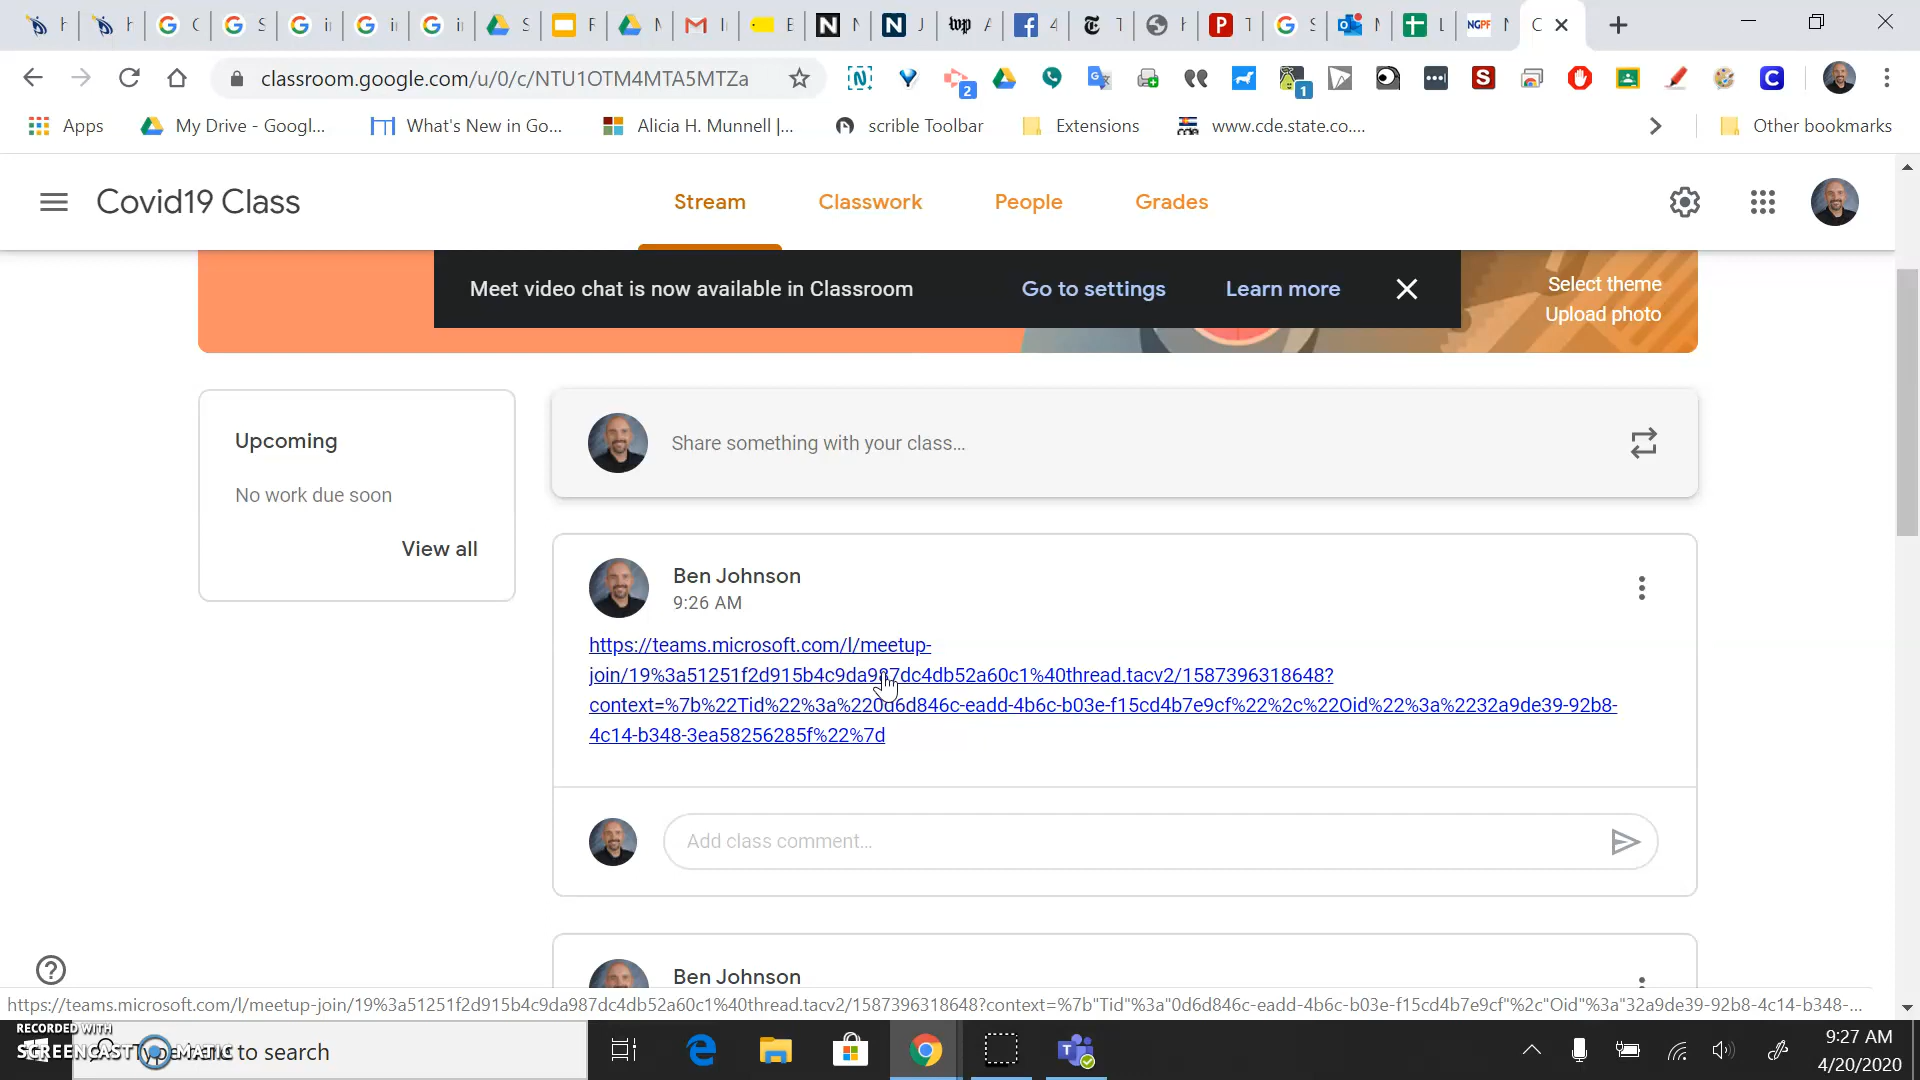 classroom.google.com/u/0/c/NTU1OTM4MTA5MTZa
2
1
Apps
My Drive - Googl...
What's New in Go...
Alicia H. Munnell |...
scrible Toolbar
Extensions
www.cde.state.co....
Other bookmarks
Covid19 Class
Stream
Classwork
People
Grades
Meet video chat is now available in Classroom
Go to settings
Learn more
Select theme
Upload photo
Upcoming
No work due soon
View all
Share something with your class...
Ben Johnson
9:26 AM
https://teams.microsoft.com/l/meetup-
join/19%3a51251f2d915b4c9da987dc4db52a60c1%40thread.tacv2/1587396318648?
context=%7b%22Tid%22%3a%220d6d846c-eadd-4b6c-b03e-f15cd4b7e9cf%22%2c%22Oid%22%3a%2232a9de39-92b8-
4c14-b348-3ea58256285f%22%7d
Add class comment...
Ben Johnson
https://teams.microsoft.com/l/meetup-join/19%3a51251f2d915b4c9da987dc4db52a60c1%40thread.tacv2/1587396318648?context=%7b"Tid"%3a"0d6d846c-eadd-4b6c-b03e-f15cd4b7e9cf"%2c"Oid"%3a"32a9de39-92b8-4c14-b348-...
RECORDED WITH
SCREENCAST MATIC
to search
9:27 AM
4/20/2020